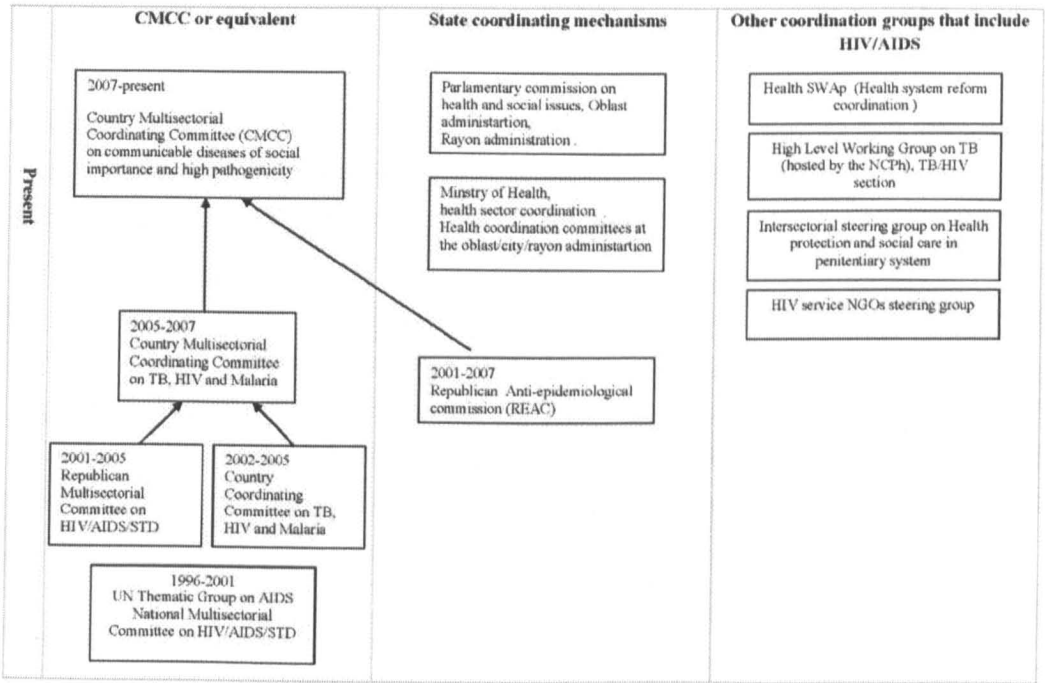 CMCC or equivalent
State coordinating mechanisms
Other coordination groups that include
HIV/AIDS
Present
2007-present
Country Multisectorial
Coordinating Committee (CMCC)
on communicable diseases of social
importance and high pathogenicity
2005-2007
Country Multisectorial
Coordinating Committee
on TB, HIV and Malaria
2001-2005
Republican
Multisectorial
Committee on
HIV/AIDS/STD
2002-2005
Country
Coordinating
Committee on TB,
HIV and Malaria
1996-2001
UN Thematic Group on AIDS
National Multisectorial
Committee on HIV/AIDS/STD
Parlamentary commission on
health and social issues, Oblast
administartion,
Rayon administration .
Minstry of Health,
health sector coordination .
Health coordination committees at
the oblast/city/rayon administartion
2001-2007
Republican Anti-epidemiological
commission (REAC)
Health SWAp (Health system reform
coordination )
High Level Working Group on TB
(hosted by the NCPh), TB/HIV
section
Intersectorial steering group on Health
protection and social care in
penitentiary system
HIV service NGOs steering group